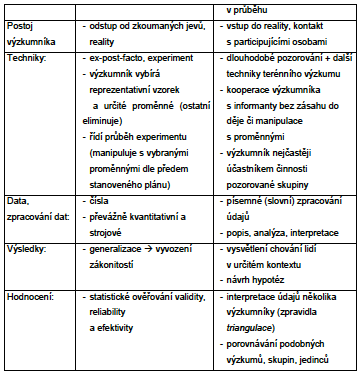 v průběhu
Postoj
výzkumníka
- odstup od zkoumaných jevů,
reality
- vstup do reality, kontakt
s participujícími osobami
Techniky:
- ex-post-facto, experiment
- výzkumník vybírá
reprezentativní vzorek
a určité proměnné (ostatní
eliminuje)
- řídí průběh experimentu
(manipuluje s vybranými
proměnnými dle předem
stanoveného plánu)
- dlouhodobé pozorování + další
techniky terénního výzkumu
- kooperace výzkumníka
s informanty bez zásahu do
děje či manipulace
s proměnnými
- výzkumník nejčastěji
účastníkem činnosti
pozorované skupiny
Data,
zpracování dat:
- čísla
- převážně kvantitativní a
strojové
- písemné (slovní) zpracování
údajů
- popis, analýza, interpretace
Výsledky:
- generalizace → vyvození
zákonitostí
- vysvětlení chování lidí
v určitém kontextu
- návrh hypotéz
Hodnocení:
- statistické ověřování validity,
reliability
a efektivity
- interpretace údajů několika
výzkumníky (zpravidla
triangulace)
- porovnávání podobných
výzkumů, skupin, jedinců